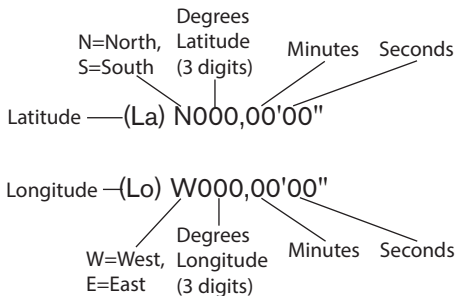 Degrees
Latitude
(3 digits)
N=North,
S=South
Minutes
Seconds
Latitude (La) N000,00'00"
Longitude (Lo) W000,00'00"
W=West,
E=East
Degrees
Longitude
(3 digits)
Minutes
Seconds